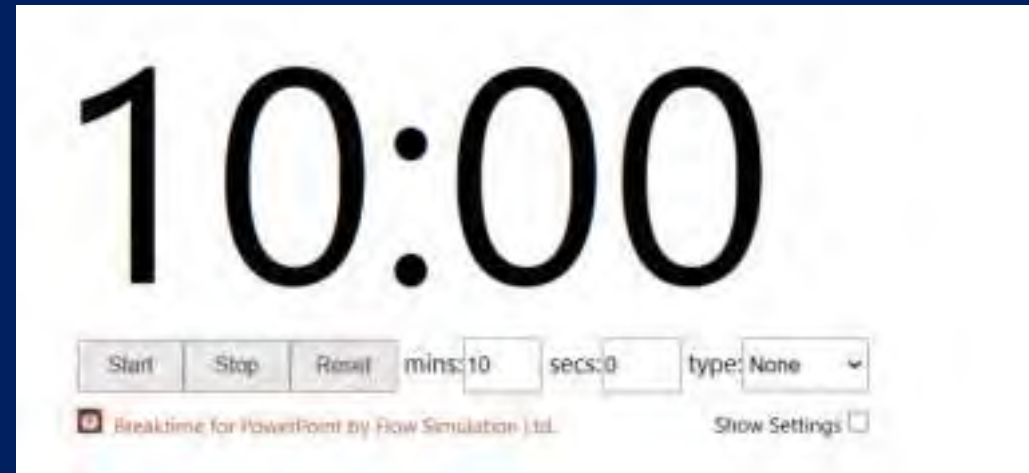 10:00
Start Stop Reset mins: 10 secs: 0 type: None
Breaktime for PowerPoint by Flow Simulation Ltd. Show Settings